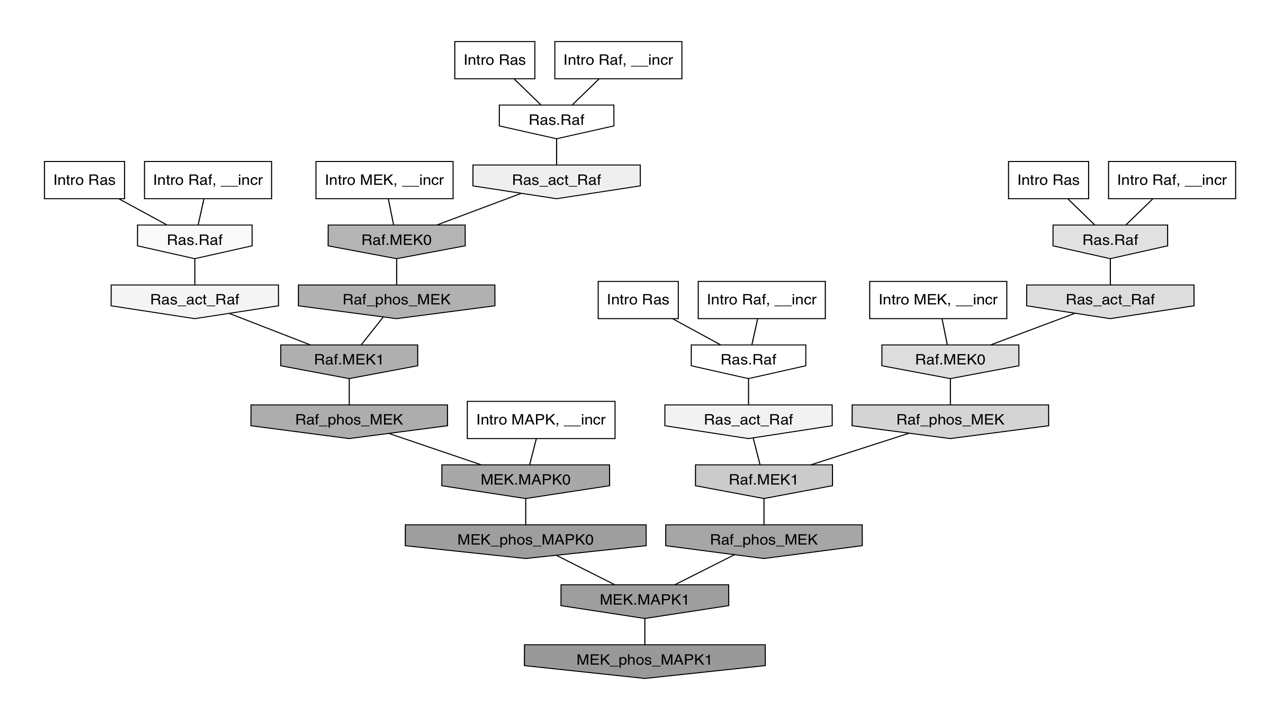 Intro Ras
Intro Raf, __incr
Ras.Raf
Intro Ras
Intro Raf, __incr
Intro MEK, __incr
Ras_act_Raf
Intro Ras
Intro Raf, __incr
Ras.Raf
Raf.MEK0
Ras.Raf
Ras_act_Raf
Raf_phos_MEK
Intro Ras
Intro Raf, __incr
Intro MEK, __incr
Ras_act_Raf
Raf.MEK1
Ras.Raf
Raf.MEK0
Raf_phos_MEK
Intro MAPK, __incr
Ras_act_Raf
Raf_phos_MEK
MEK.MAPK0
Raf.MEK1
MEK_phos_MAPK0
Raf_phos_MEK
MEK.MAPK1
MEK_phos_MAPK1